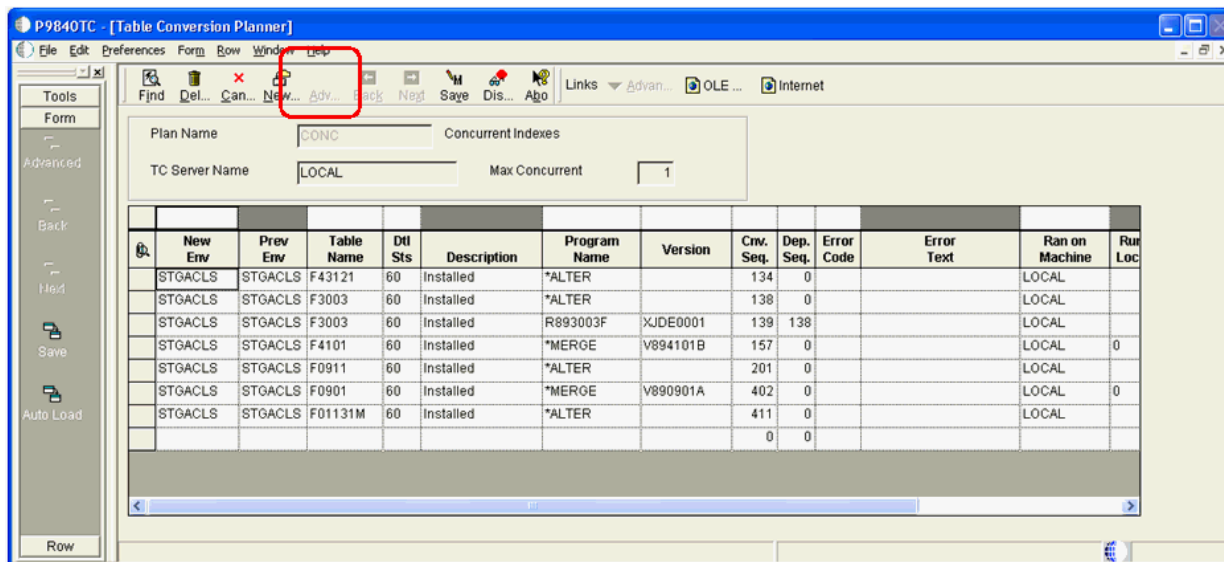 P9840TC - [Table Conversion Planner]
File Edit Preferences Form Row Window Help
Tools
Form
Advanced
Back
Next
Save
Auto Load
Row
Find Del... Can... New... Adv... Back Next Save Dis... Abo Links Advan... OLE ... Internet
Plan Name CONC Concurrent Indexes
TC Server Name LOCAL Max Concurrent 1
New Env Prev Env Table Name Dtl Sts Description Program Name Version Cnv. Seq. Dep. Seq. Error Code Error Text Ran on Machine Run Loc
STGACLS STGACLS F43121 60 Installed *ALTER 134 0 LOCAL
STGACLS STGACLS F3003 60 Installed *ALTER 138 0 LOCAL
STGACLS STGACLS F3003 60 Installed R893003F XJDE0001 139 138 LOCAL
STGACLS STGACLS F4101 60 Installed *MERGE V894101B 157 0 LOCAL 0
STGACLS STGACLS F0911 60 Installed *ALTER 201 0 LOCAL
STGACLS STGACLS F0901 60 Installed *MERGE V890901A 402 0 LOCAL 0
STGACLS STGACLS F01131M 60 Installed *ALTER 411 0 LOCAL
0 0